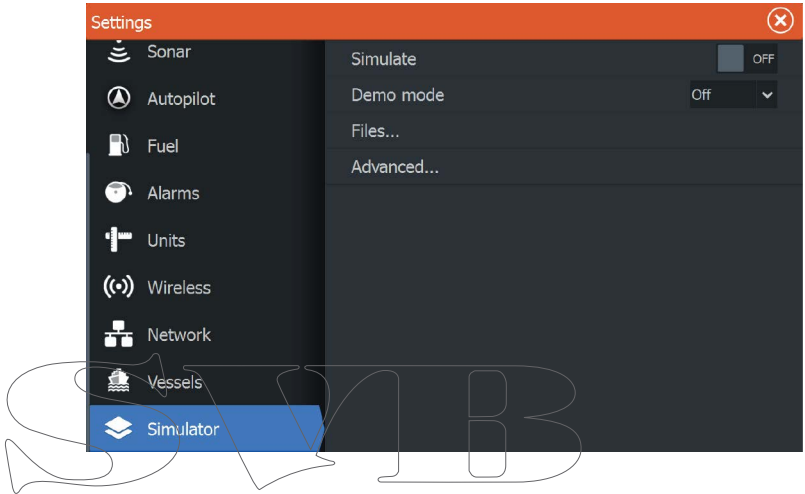 Settings
Sonar
Autopilot
Fuel
Alarms
Units
Wireless
Network
Vessels
Simulator
Simulate OFF
Demo mode Off
Files...
Advanced...
SVB